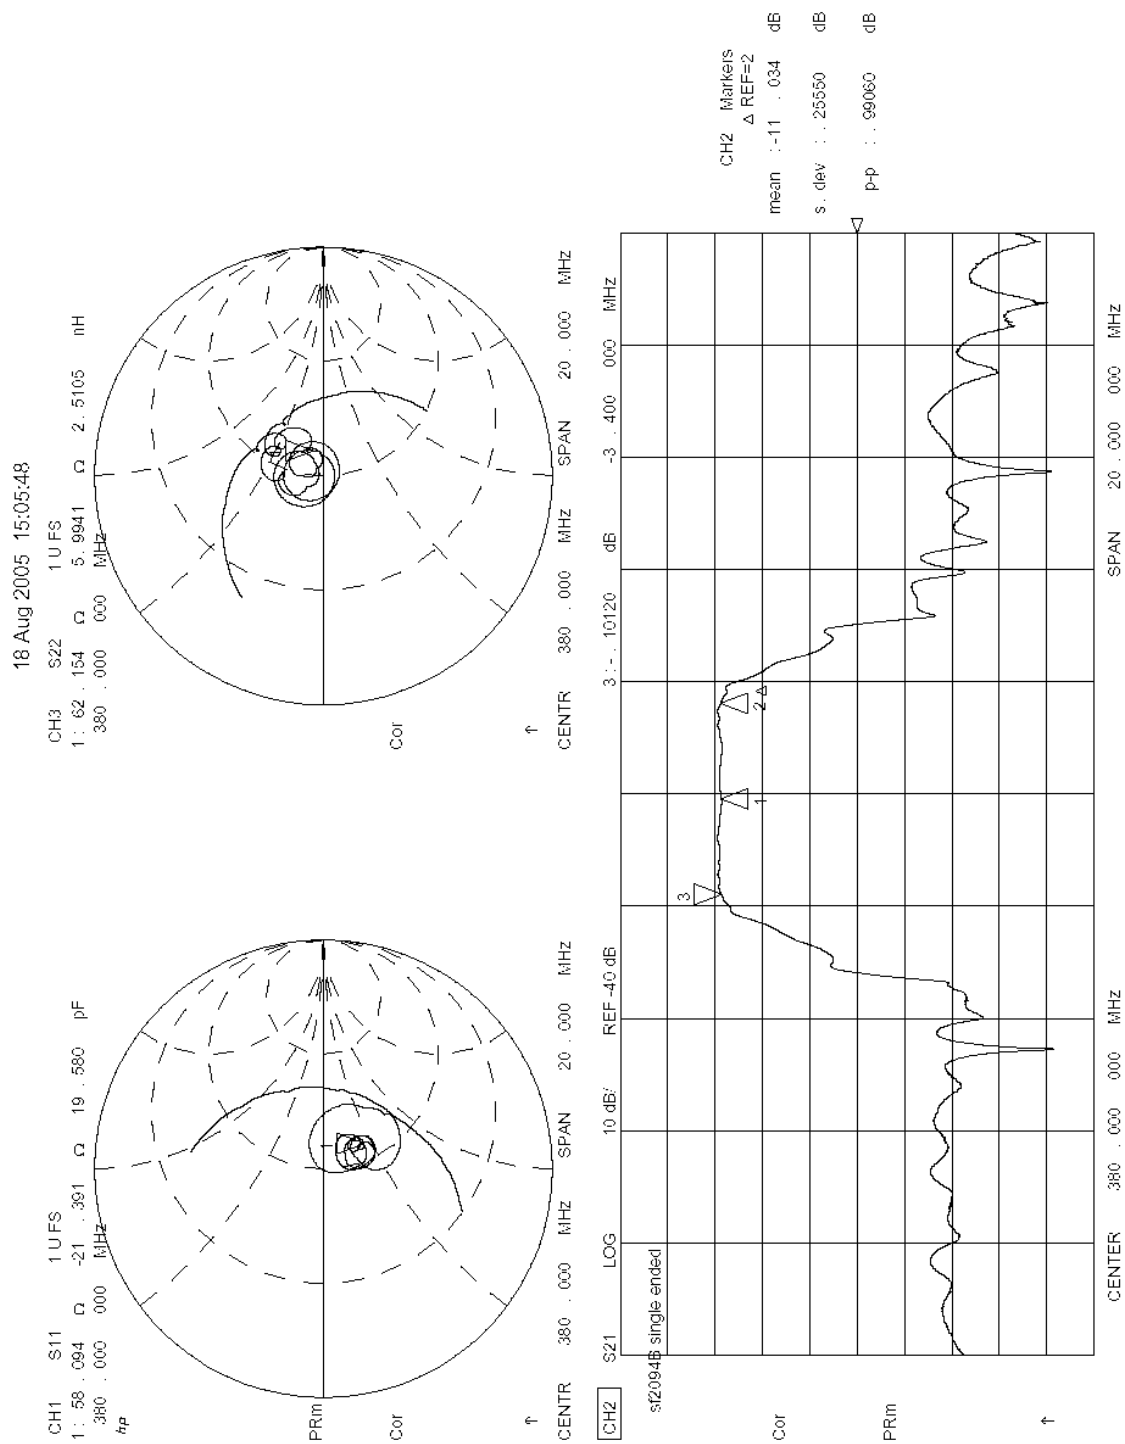 18 Aug 2005 15:05:48
CH1 S11 1 U FS
1 : 58 . 094 Ω -21 . 391 Ω 19 . 580 pF
380 . 000 000 MHz
hp
PRm
Cor
↑
CENTR 380 . 000 MHz SPAN 20 . 000 MHz
CH3 S22 1 U FS
1 : 62 . 154 Ω 5 . 9941 Ω 2 . 5105 nH
380 . 000 000 MHz
Cor
↑
CENTR 380 . 000 MHz SPAN 20 . 000 MHz
CH2 S21 LOG 10 dB/ REF -40 dB 3 : - . 10120 dB -3 . 400 000 MHz
sf2094B single ended
3
1
2
Cor
PRm
↑
CENTER 380 . 000 000 MHz SPAN 20 . 000 000 MHz
CH2 Markers
Δ REF=2
mean : -11 . 034 dB
s. dev : . 25550 dB
p-p : . 99060 dB